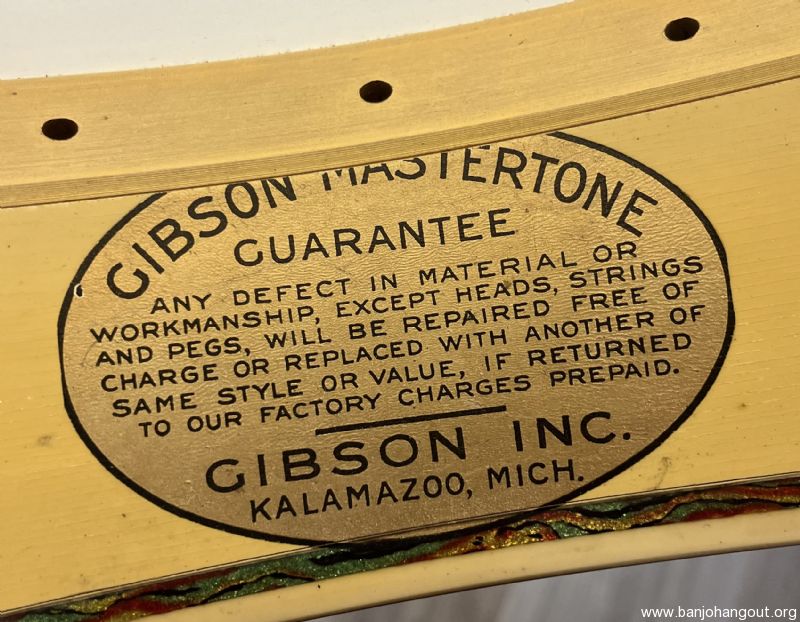 GIBSON MASTERTONE
GUARANTEE
ANY DEFECT IN MATERIAL OR
WORKMANSHIP, EXCEPT HEADS, STRINGS
AND PEGS, WILL BE REPAIRED FREE OF
CHARGE OR REPLACED WITH ANOTHER OF
SAME STYLE OR VALUE, IF RETURNED
TO OUR FACTORY CHARGES PREPAID.
GIBSON INC.
KALAMAZOO, MICH.
www.banjohangout.org